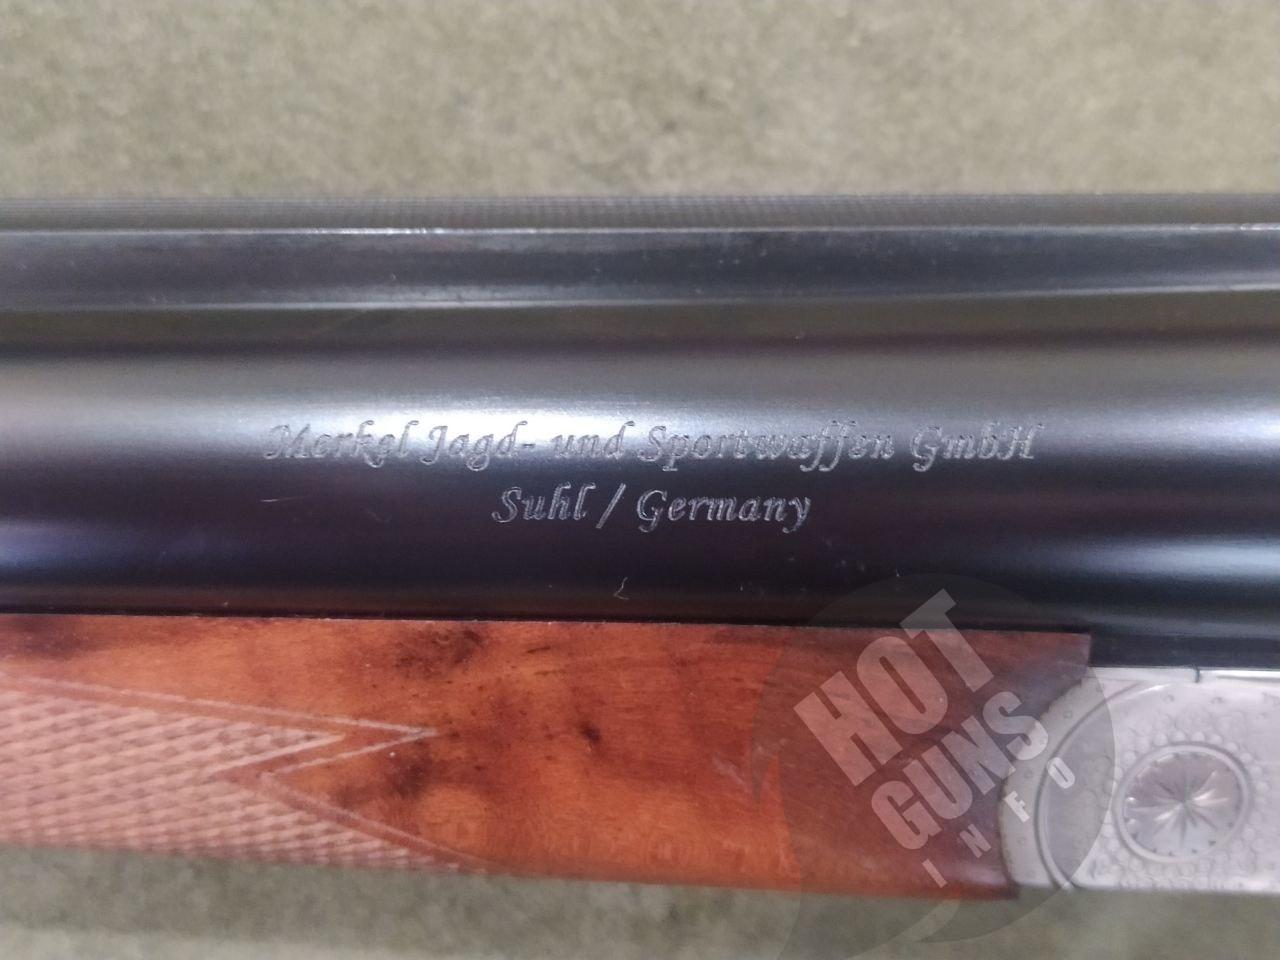 Merkel Jagd- und Sportwaffen GmbH
Suhl / Germany
HOT
GUNS
INFO